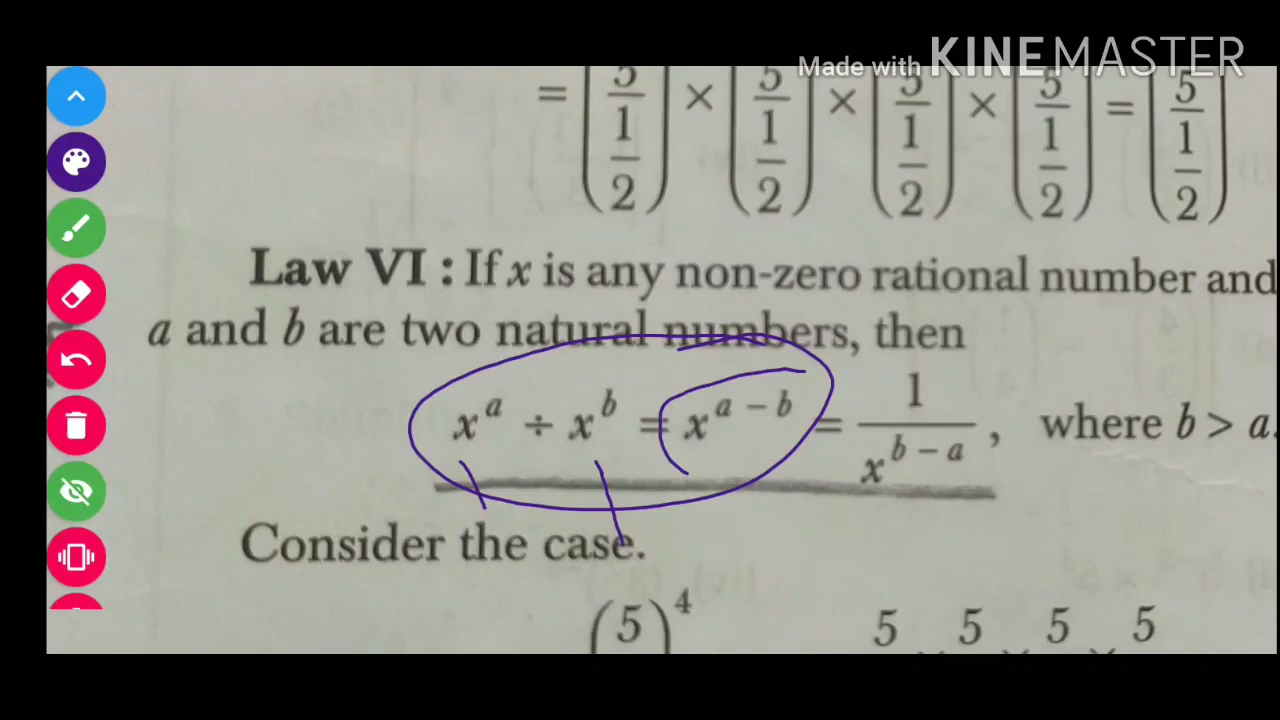 Made with KINEMASTER
= (5/(1/2)) × (5/(1/2)) × (5/(1/2)) × (5/(1/2)) = (5/(1/2))
Law VI : If x is any non-zero rational number and
a and b are two natural numbers, then
x^a ÷ x^b = x^(a – b) = 1/x^(b – a), where b > a.
Consider the case.
(5)^4 5 5 5 5